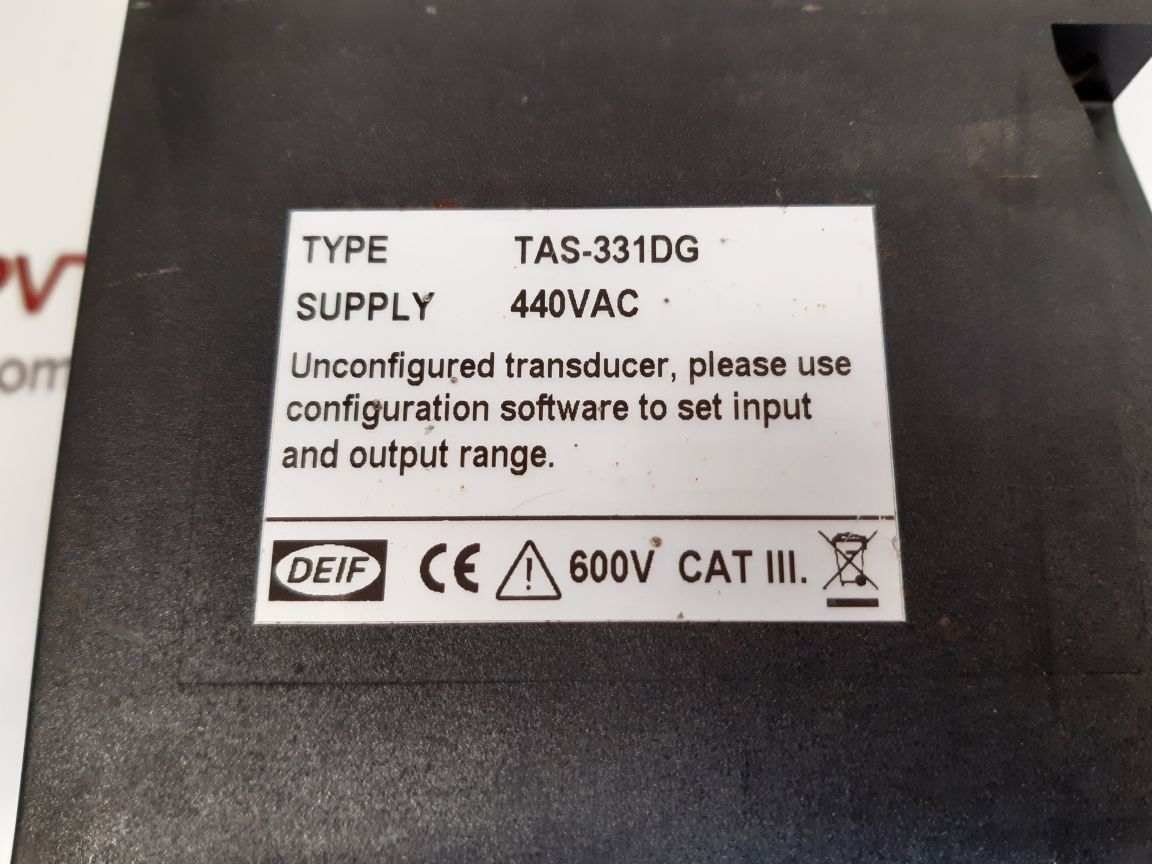 TYPE TAS-331DG
SUPPLY 440VAC
Unconfigured transducer, please use
configuration software to set input
and output range.
DEIF CE 600V CAT III.